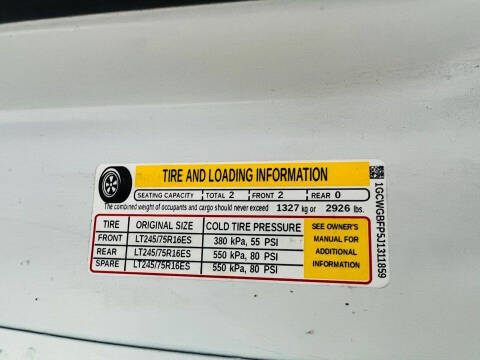 TIRE AND LOADING INFORMATION
SEATING CAPACITY TOTAL 2 FRONT 2 REAR 0
The combined weight of occupants and cargo should never exceed 1327 kg or 2926 lbs.
TIRE ORIGINAL SIZE COLD TIRE PRESSURE
FRONT LT245/75R16ES 380 kPa, 55 PSI
REAR LT245/75R16ES 550 kPa, 80 PSI
SPARE LT245/75R16ES 550 kPa, 80 PSI
SEE OWNER'S
MANUAL FOR
ADDITIONAL
INFORMATION
1GCWGBFP5J1311859